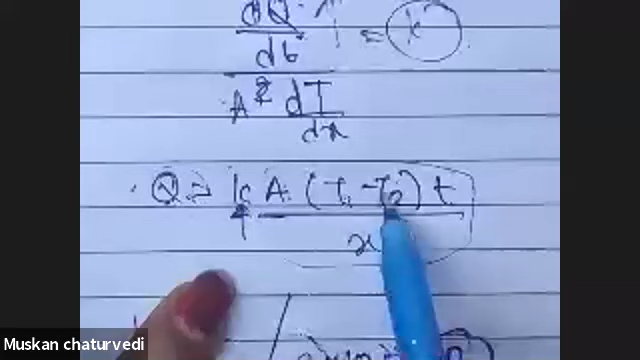 dQ
dt = k
A dT
dx
Q = k A (T₁ - T₂) t
x
Muskan chaturvedi